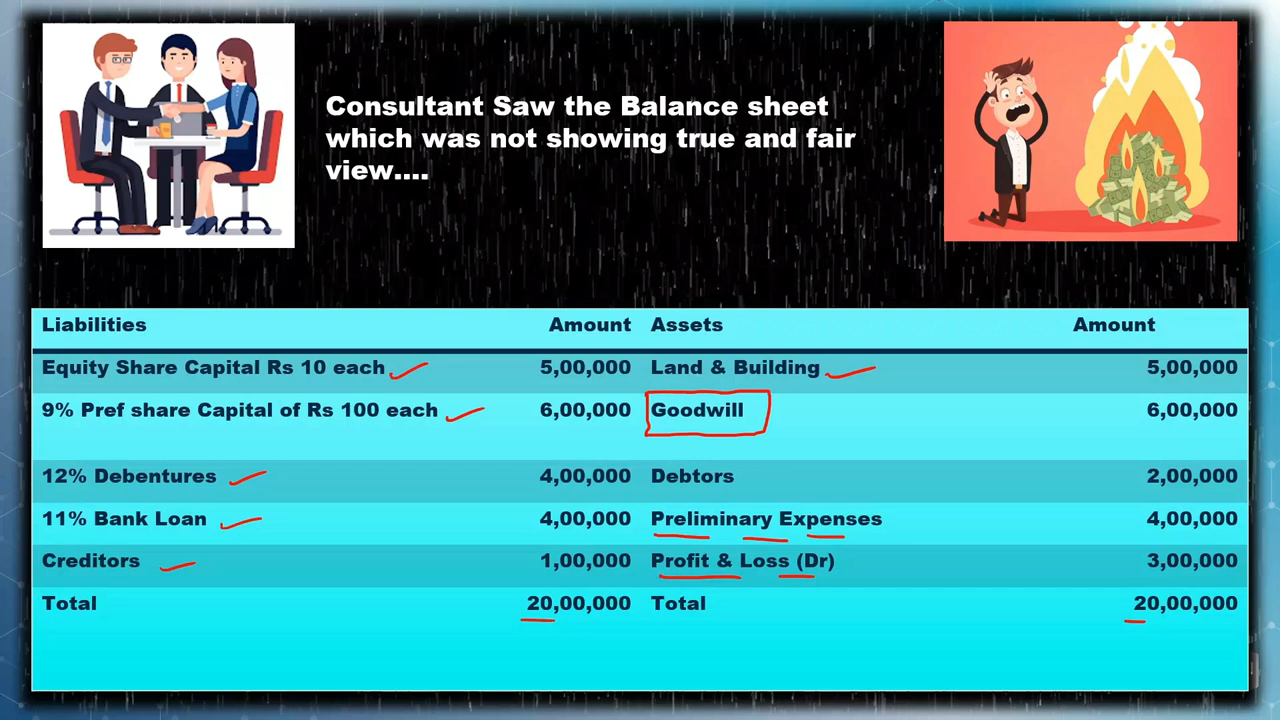 Consultant Saw the Balance sheet
which was not showing true and fair
view....
Liabilities Amount Assets Amount
Equity Share Capital Rs 10 each 5,00,000 Land & Building 5,00,000
9% Pref share Capital of Rs 100 each 6,00,000 Goodwill 6,00,000
12% Debentures 4,00,000 Debtors 2,00,000
11% Bank Loan 4,00,000 Preliminary Expenses 4,00,000
Creditors 1,00,000 Profit & Loss (Dr) 3,00,000
Total 20,00,000 Total 20,00,000